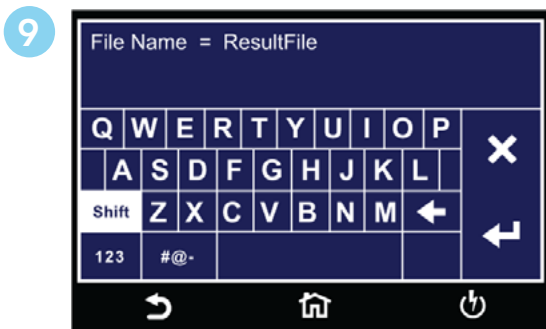 9
File Name = ResultFile
Q W E R T Y U I O P
A S D F G H J K L
Shift Z X C V B N M
123 #@-